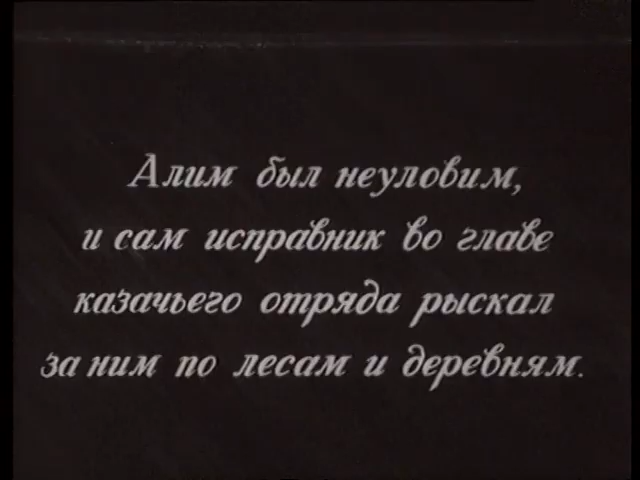 Алим был неуловим,
и сам исправник во главе
казачьего отряда рыскал
за ним по лесам и деревням.